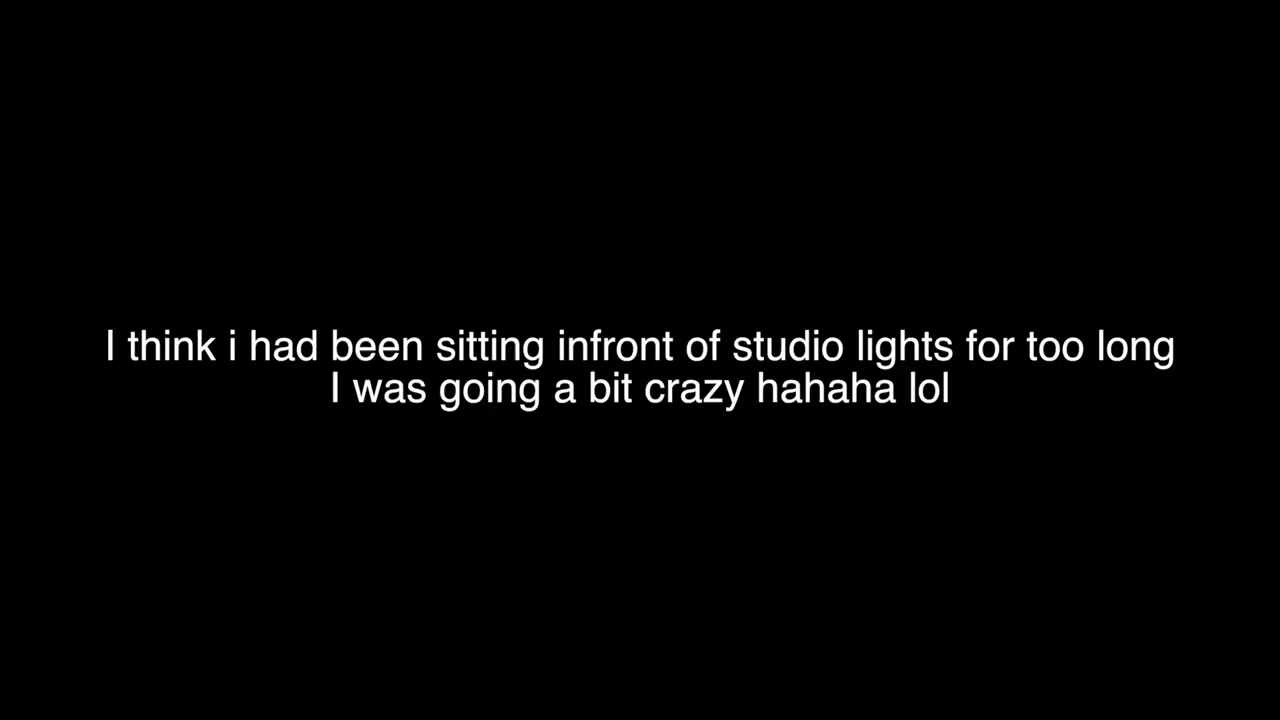 I think i had been sitting infront of studio lights for too long
I was going a bit crazy hahaha lol